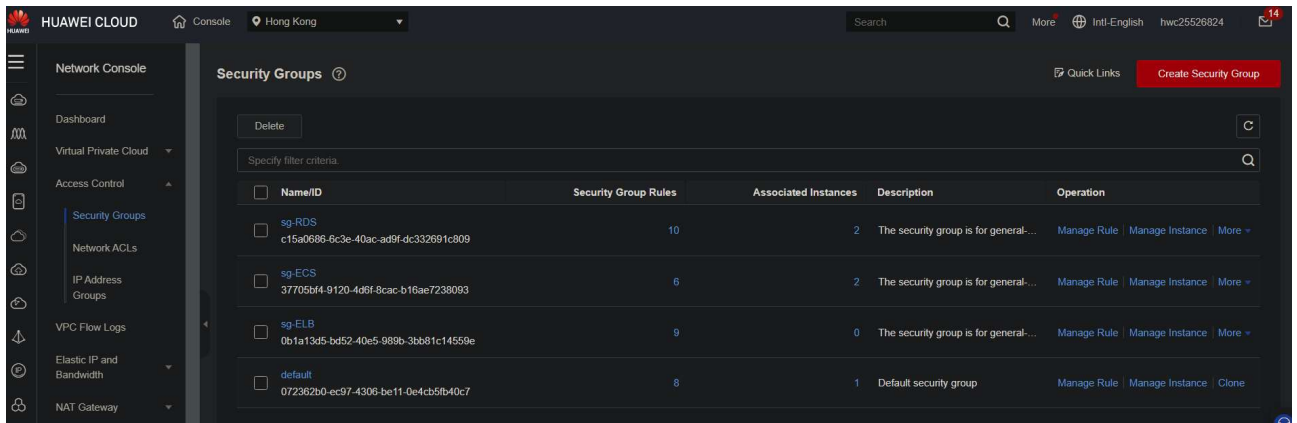 HUAWEI
HUAWEI CLOUD
Console
Hong Kong
Search
More
Intl-English
hwc25526824
14
Network Console
Dashboard
Virtual Private Cloud
Access Control
Security Groups
Network ACLs
IP Address
Groups
VPC Flow Logs
Elastic IP and
Bandwidth
NAT Gateway
Security Groups
Quick Links
Create Security Group
Delete
Specify filter criteria.
Name/ID Security Group Rules Associated Instances Description Operation
sg-RDS
c15a0686-6c3e-40ac-ad9f-dc332691c809
10 2 The security group is for general-... Manage Rule Manage Instance More
sg-ECS
37705bf4-9120-4d6f-8cac-b16ae7238093
6 2 The security group is for general-... Manage Rule Manage Instance More
sg-ELB
0b1a13d5-bd52-40e5-989b-3bb81c14559e
9 0 The security group is for general-... Manage Rule Manage Instance More
default
072362b0-ec97-4306-be11-0e4cb5fb40c7
8 1 Default security group Manage Rule Manage Instance Clone